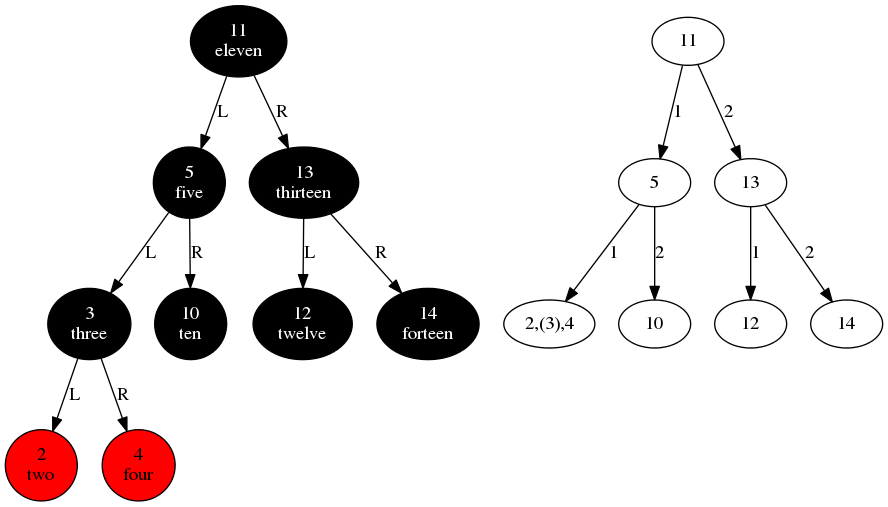 11
eleven
L
R
5
five
13
thirteen
L
R
L
R
3
three
10
ten
12
twelve
14
forteen
L
R
2
two
4
four
11
1
2
5
13
1
2
1
2
2,(3),4
10
12
14